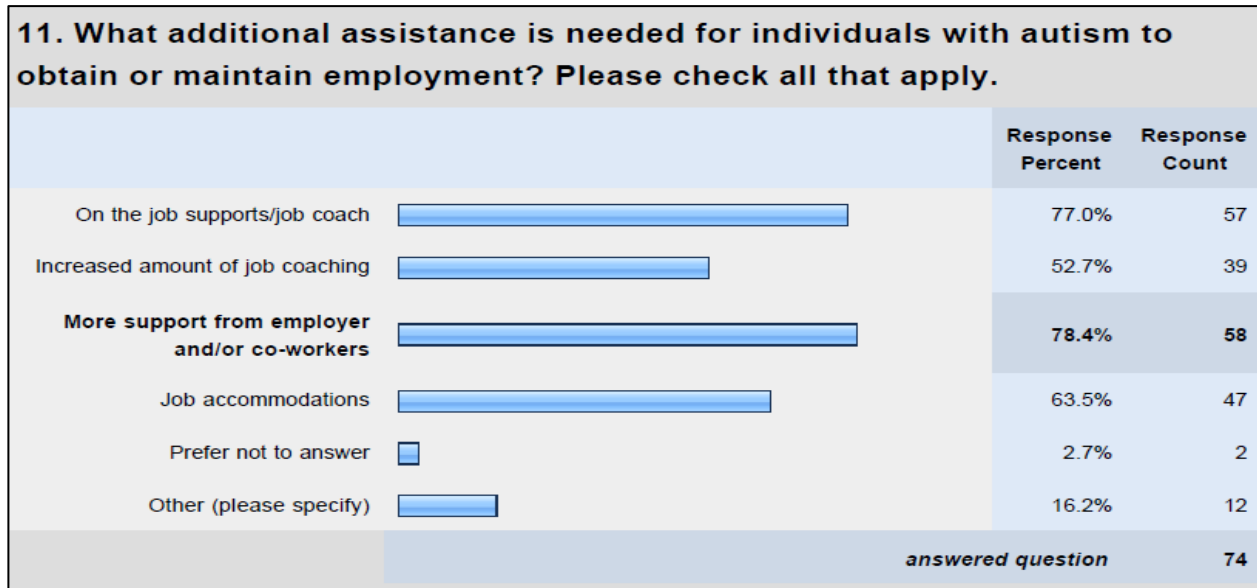 11. What additional assistance is needed for individuals with autism to
obtain or maintain employment? Please check all that apply.
Response Percent Response Count
On the job supports/job coach 77.0% 57
Increased amount of job coaching 52.7% 39
More support from employer and/or co-workers 78.4% 58
Job accommodations 63.5% 47
Prefer not to answer 2.7% 2
Other (please specify) 16.2% 12
answered question 74